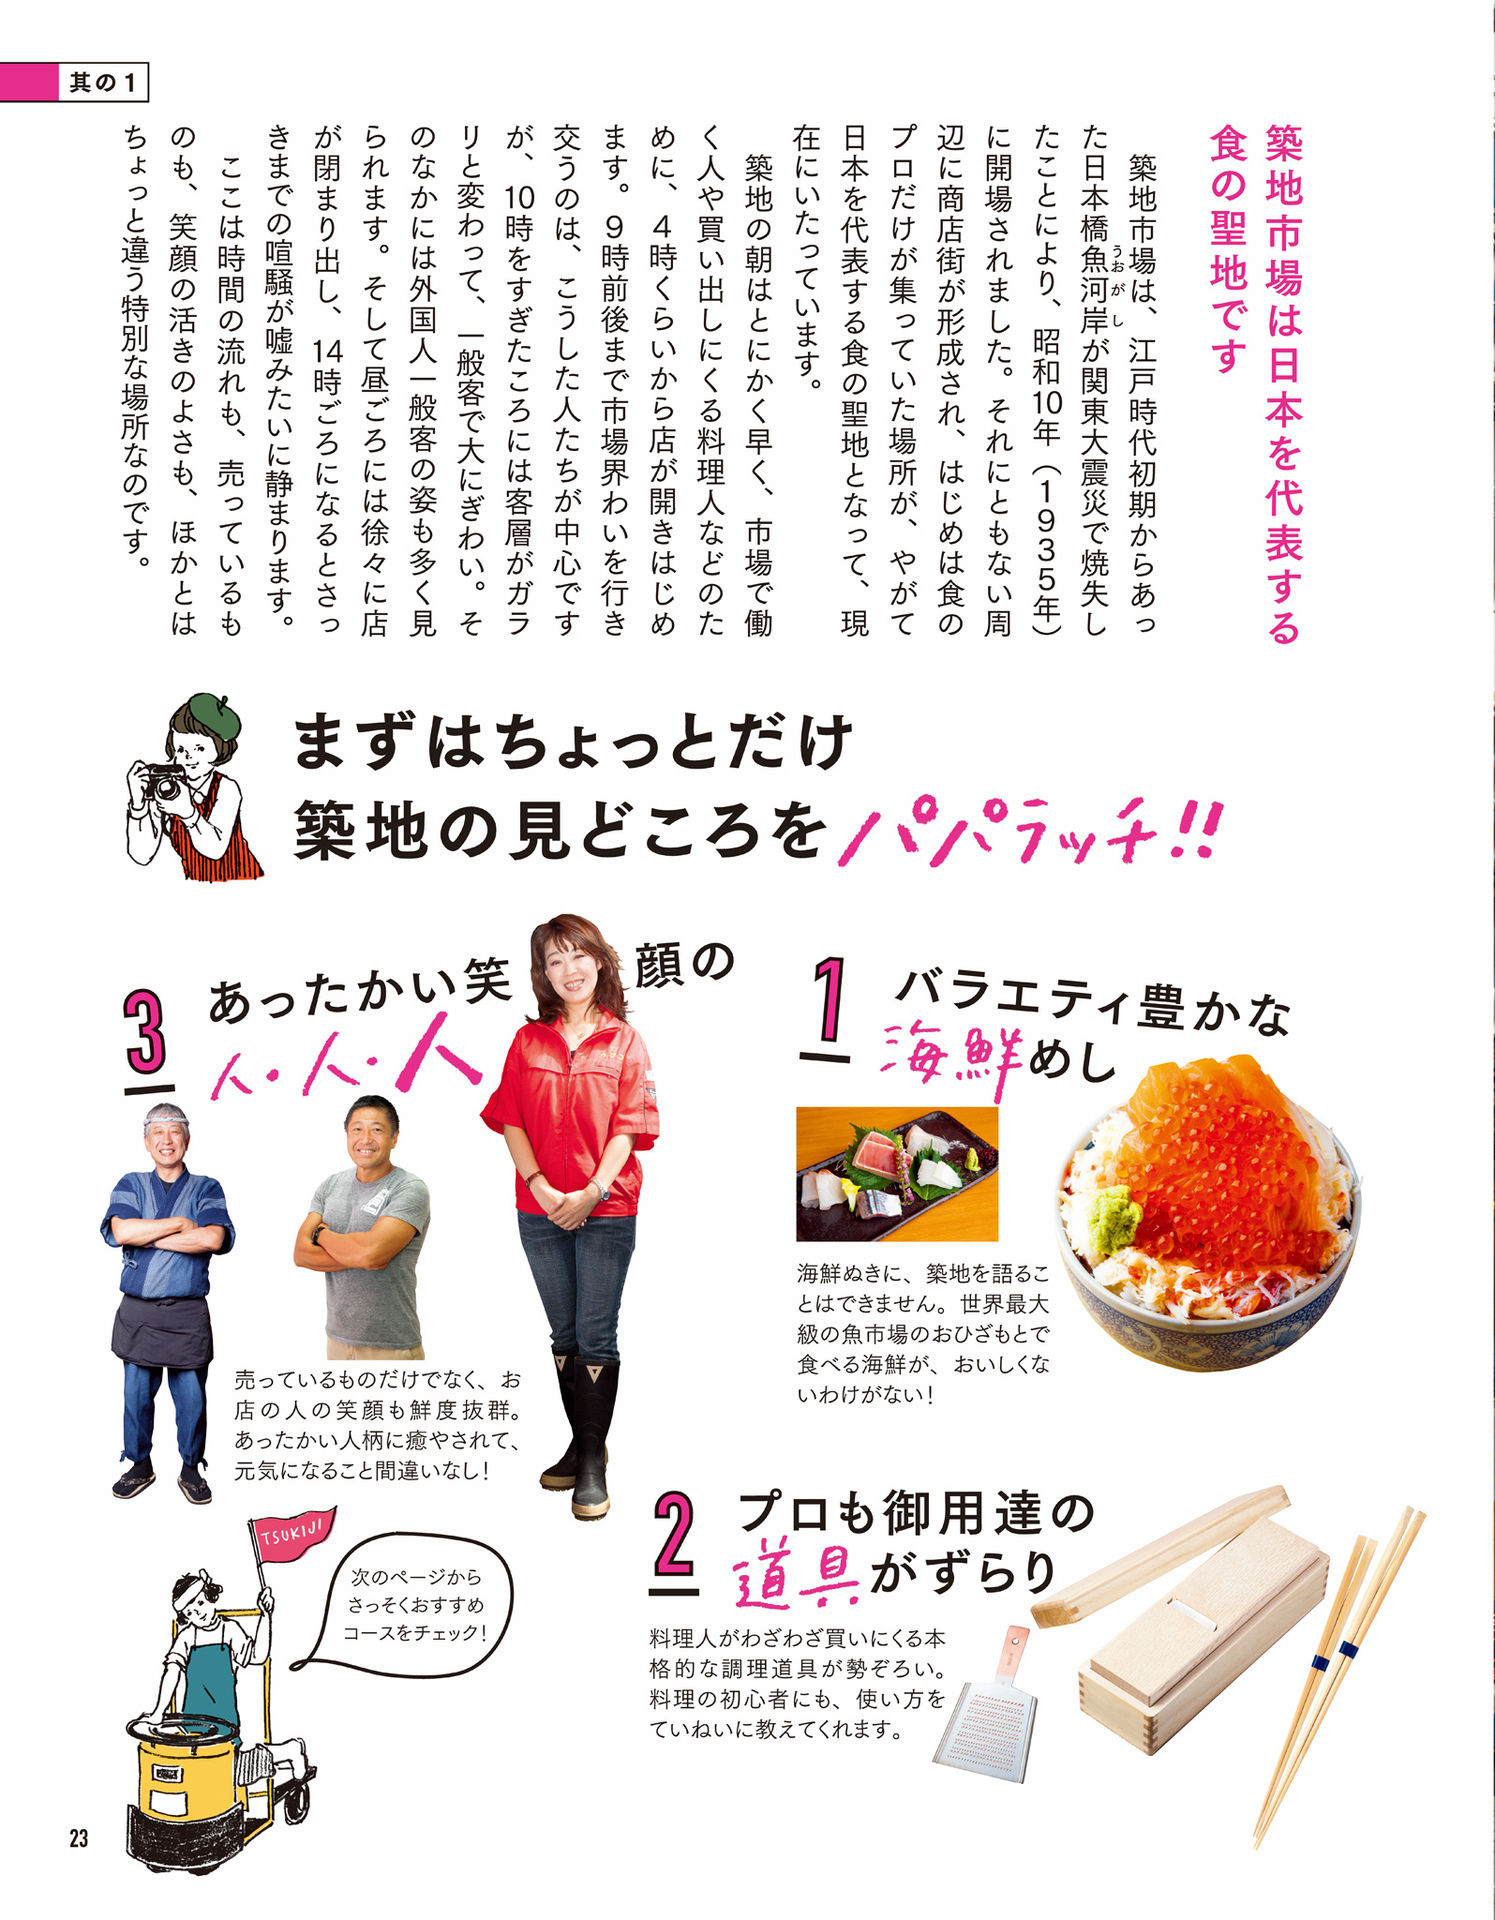 其の1
築地市場は日本を代表する
食の聖地です
築地市場は、江戸時代初期からあっ
た日本橋魚河岸が関東大震災で焼失し
うおがし
たことにより、昭和10年（1935年）
に開場されました。それにともない周
辺に商店街が形成され、はじめは食の
プロだけが集っていた場所が、やがて
日本を代表する食の聖地となって、現
在にいたっています。
築地の朝はとにかく早く、市場で働
く人や買い出しにくる料理人などのた
めに、4時くらいから店が開きはじめ
ます。9時前後まで市場界わいを行き
交うのは、こうした人たちが中心です
が、10時をすぎたころには客層がガラ
リと変わって、一般客で大にぎわい。そ
のなかには外国人一般客の姿も多く見
られます。そして昼ごろには徐々に店
が閉まり出し、14時ごろになるとさっ
きまでの喧騒が嘘みたいに静まります。
ここは時間の流れも、売っているも
のも、笑顔の活きのよさも、ほかとは
ちょっと違う特別な場所なのです。
まずはちょっとだけ
築地の見どころをパパラッチ!!
1
バラエティ豊かな
海鮮めし
海鮮ぬきに、築地を語るこ
とはできません。世界最大
級の魚市場のおひざもとで
食べる海鮮が、おいしくな
いわけがない!
2
プロも御用達の
道具がずらり
料理人がわざわざ買いにくる本
格的な調理道具が勢ぞろい。
料理の初心者にも、使い方を
ていねいに教えてくれます。
3
あったかい笑顔の
人・人・人
売っているものだけでなく、お
店の人の笑顔も鮮度抜群。
あったかい人柄に癒やされて、
元気になること間違いなし!
TSUKIJI
次のページから
さっそくおすすめ
コースをチェック!
23